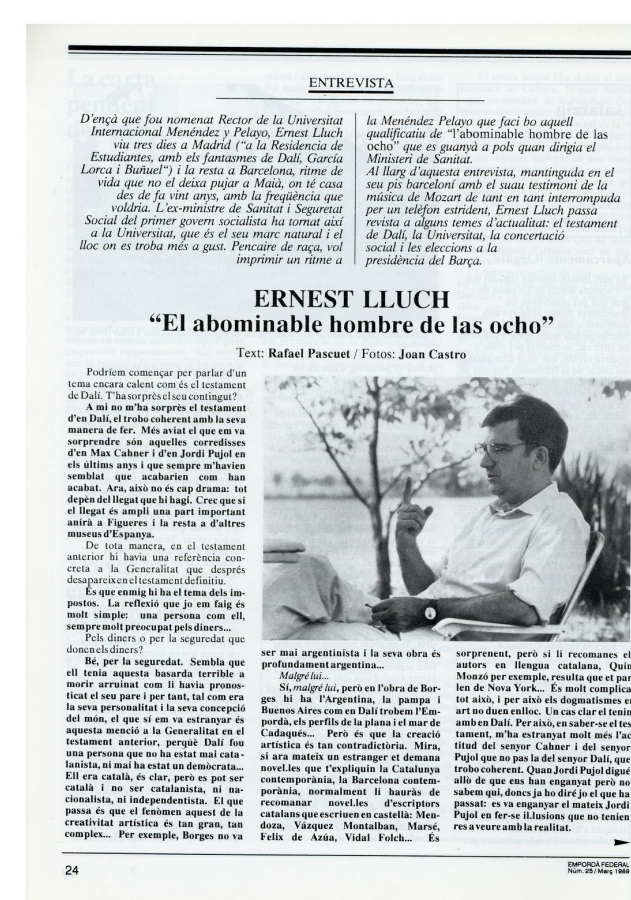 ENTREVISTA
D'ençà que fou nomenat Rector de la Universitat
Internacional Menéndez y Pelayo, Ernest Lluch
viu tres dies a Madrid ("a la Residencia de
Estudiantes, amb els fantasmes de Dalí, García
Lorca i Buñuel") i la resta a Barcelona, ritme de
vida que no el deixa pujar a Maià, on té casa
des de fa vint anys, amb la freqüència que
voldria. L'ex-ministre de Sanitat i Seguretat
Social del primer govern socialista ha tornat així
a la Universitat, que és el seu marc natural i el
lloc on es troba més a gust. Pencaire de raça, vol
imprimir un ritme a
la Menéndez Pelayo que faci bo aquell
qualificatiu de "l'abominable hombre de las
ocho" que es guanyà a pols quan dirigia el
Ministeri de Sanitat.
Al llarg d'aquesta entrevista, mantinguda en el
seu pis barceloní amb el suau testimoni de la
música de Mozart de tant en tant interrompuda
per un telèfon estrident, Ernest Lluch passa
revista a alguns temes d'actualitat: el testament
de Dalí, la Universitat, la concertació
social i les eleccions a la
presidència del Barça.
ERNEST LLUCH
"El abominable hombre de las ocho"
Text: Rafael Pascuet / Fotos: Joan Castro
Podríem començar per parlar d'un
tema encara calent com és el testament
de Dalí. T'ha sorprès el seu contingut?
A mi no m'ha sorprès el testament
d'en Dalí, el trobo coherent amb la seva
manera de fer. Més aviat el que em va
sorprendre són aquelles corredisses
d'en Max Cahner i d'en Jordi Pujol en
els últims anys i que sempre m'havien
semblat que acabarien com han
acabat. Ara, això no és cap drama: tot
depèn del llegat que hi hagi. Crec que si
el llegat és ampli una part important
anirà a Figueres i la resta a d'altres
museus d'Espanya.
De tota manera, en el testament
anterior hi havia una referència con-
creta a la Generalitat que després
desapareix en el testament definitiu.
És que enmig hi ha el tema dels im-
postos. La reflexió que jo em faig és
molt simple: una persona com ell,
sempre molt preocupat pels diners...
Pels diners o per la seguredat que
donen els diners?
Bé, per la seguredat. Sembla que
ell tenia aquesta basarda terrible a
morir arruinat com li havia pronos-
ticat el seu pare i per tant, tal com era
la seva personalitat i la seva concepció
del món, el que sí em va estranyar és
aquesta menció a la Generalitat en el
testament anterior, perquè Dalí fou
una persona que no ha estat mai cata-
lanista, ni mai ha estat un demòcrata...
Ell era català, és clar, però es pot ser
català i no ser catalanista, ni na-
cionalista, ni independentista. El que
passa és que el fenòmen aquest de la
creativitat artística és tan gran, tan
complex... Per exemple, Borges no va
ser mai argentinista i la seva obra és
profundament argentina...
Malgré lui...
Sí, malgré lui, però en l'obra de Bor-
ges hi ha l'Argentina, la pampa i
Buenos Aires com en Dalí trobem l'Em-
pordà, els perfils de la plana i el mar de
Cadaqués... Però és que la creació
artística és tan contradictòria. Mira,
si ara mateix un estranger et demana
novel.les que t'expliquin la Catalunya
contemporània, la Barcelona contem-
porània, normalment li hauràs de
recomanar novel.les d'escriptors
catalans que escriuen en castellà: Men-
doza, Vázquez Montalban, Marsé,
Felix de Azúa, Vidal Folch... És
sorprenent, però si li recomanes el
autors en llengua catalana, Quin
Monzó per exemple, resulta que et par
len de Nova York... És molt complica
tot això, i per això els dogmatismes en
art no duen enlloc. Un cas clar el tenim
amb en Dalí. Per això, en saber-se el tes
tament, m'ha estranyat molt més l'ac
titud del senyor Cahner i del senyor
Pujol que no pas la del senyor Dalí, que
trobo coherent. Quan Jordi Pujol digué
allò de que ens han enganyat però no
sabem qui, doncs ja ho diré jo el que ha
passat: es va enganyar el mateix Jordi
Pujol en fer-se il.lusions que no tenien
res a veure amb la realitat.
24
EMPORDÀ FEDERAL
Núm. 25 / Març 1989